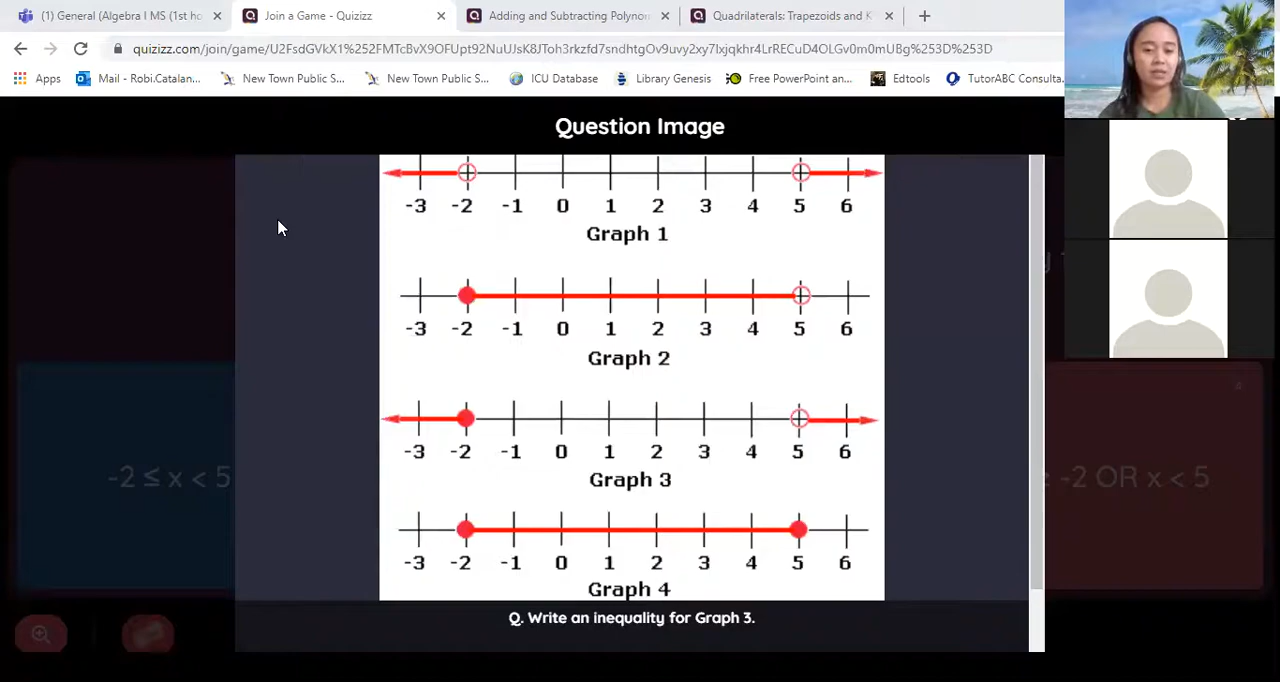 (1) General (Algebra I MS (1st ho
Join a Game - Quizizz
Adding and Subtracting Polynom
Quadrilaterals: Trapezoids and K
quizizz.com/join/game/U2FsdGVkX1%252FMTcBvX9OFUpt92NuUJsK8JToh3rkzfd7sndhtgOv9uvy2xy7Ixjqkhr4LrRECuD4OLGv0m0mUBg%253D%253D
Apps
Mail - Robi.Catalan...
New Town Public S...
New Town Public S...
ICU Database
Library Genesis
Free PowerPoint an...
Edtools
TutorABC Consulta
Question Image
-3 -2 -1 0 1 2 3 4 5 6
Graph 1
-3 -2 -1 0 1 2 3 4 5 6
Graph 2
-3 -2 -1 0 1 2 3 4 5 6
Graph 3
-2 ≤ x < 5
-2 OR x < 5
-3 -2 -1 0 1 2 3 4 5 6
Graph 4
Q. Write an inequality for Graph 3.